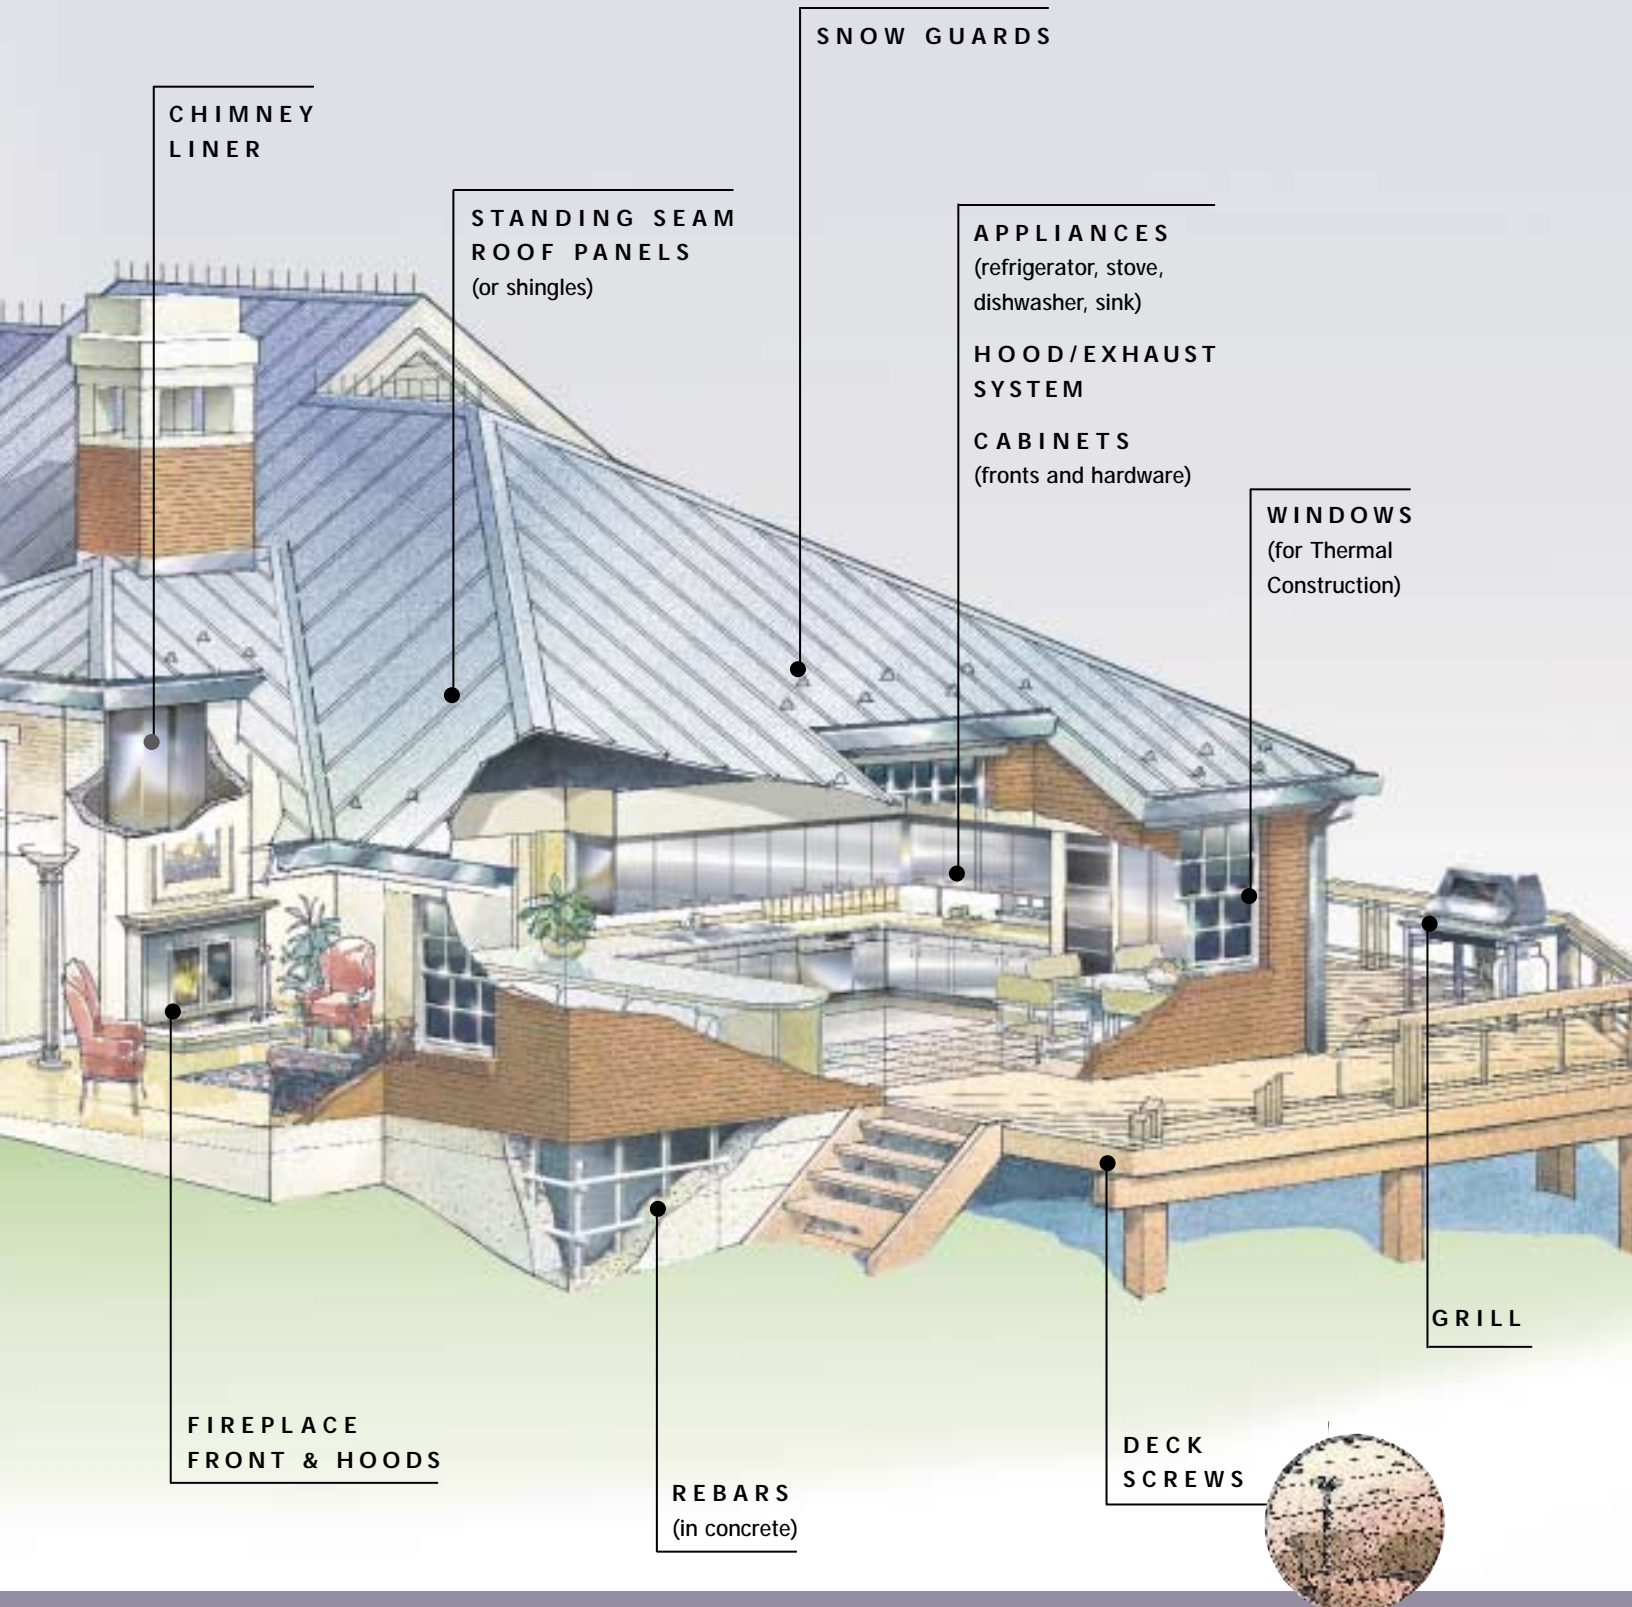 SNOW GUARDS
CHIMNEY
LINER
STANDING SEAM
ROOF PANELS
(or shingles)
APPLIANCES
(refrigerator, stove,
dishwasher, sink)
HOOD/EXHAUST
SYSTEM
CABINETS
(fronts and hardware)
WINDOWS
(for Thermal
Construction)
GRILL
FIREPLACE
FRONT & HOODS
DECK
SCREWS
REBARS
(in concrete)